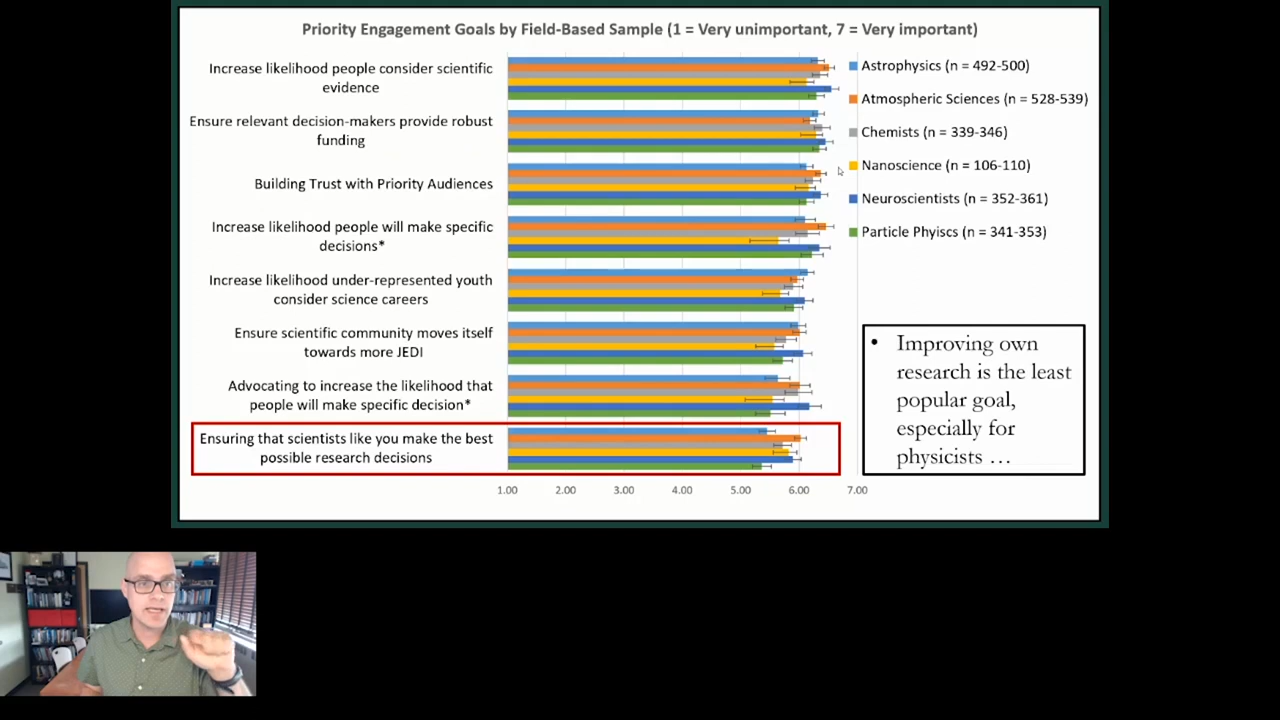 Priority Engagement Goals by Field-Based Sample (1 = Very unimportant, 7 = Very important)
Increase likelihood people consider scientific
evidence
Ensure relevant decision-makers provide robust
funding
Building Trust with Priority Audiences
Increase likelihood people will make specific
decisions*
Increase likelihood under-represented youth
consider science careers
Ensure scientific community moves itself
towards more JEDI
Advocating to increase the likelihood that
people will make specific decision*
Ensuring that scientists like you make the best
possible research decisions
1.00 2.00 3.00 4.00 5.00 6.00 7.00
Astrophysics (n = 492-500)
Atmospheric Sciences (n = 528-539)
Chemists (n = 339-346)
Nanoscience (n = 106-110)
Neuroscientists (n = 352-361)
Particle Phyiscs (n = 341-353)
• Improving own
research is the least
popular goal,
especially for
physicists …